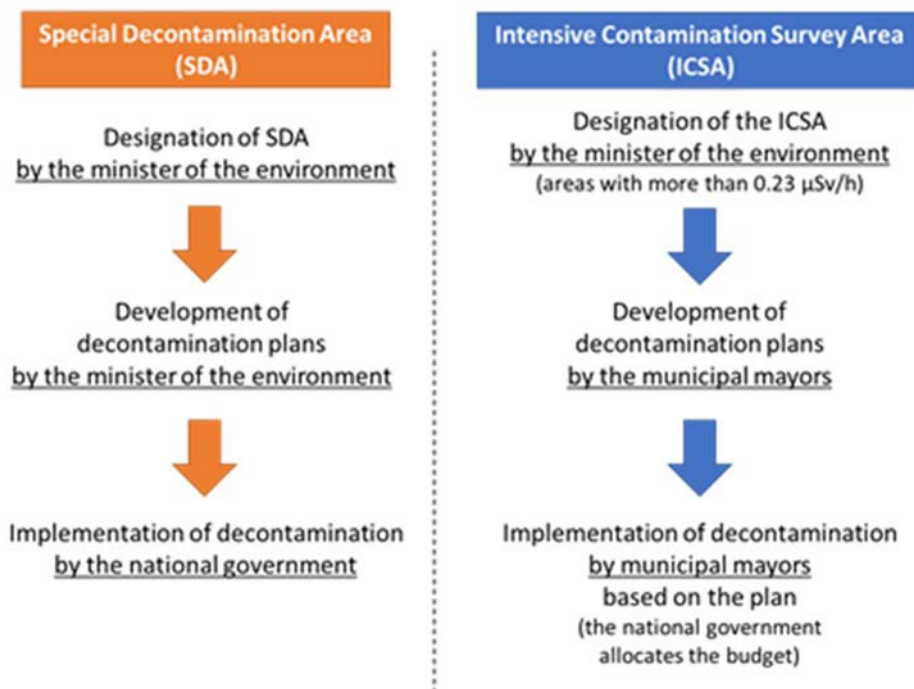 Special Decontamination Area
(SDA)
Designation of SDA
by the minister of the environment
Development of
decontamination plans
by the minister of the environment
Implementation of decontamination
by the national government
Intensive Contamination Survey Area
(ICSA)
Designation of the ICSA
by the minister of the environment
(areas with more than 0.23 μSv/h)
Development of
decontamination plans
by the municipal mayors
Implementation of decontamination
by municipal mayors
based on the plan
(the national government
allocates the budget)